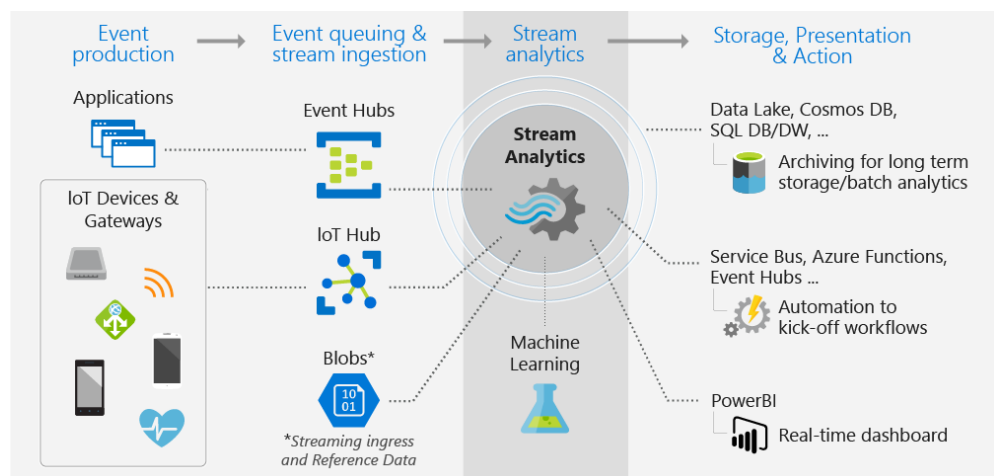 Event
production
Event queuing &
stream ingestion
Stream
analytics
Storage, Presentation
& Action
Applications
IoT Devices &
Gateways
Event Hubs
IoT Hub
Blobs*
10
01
*Streaming ingress
and Reference Data
Stream
Analytics
Machine
Learning
Data Lake, Cosmos DB,
SQL DB/DW, ...
Archiving for long term
storage/batch analytics
Service Bus, Azure Functions,
Event Hubs ...
Automation to
kick-off workflows
PowerBI
Real-time dashboard